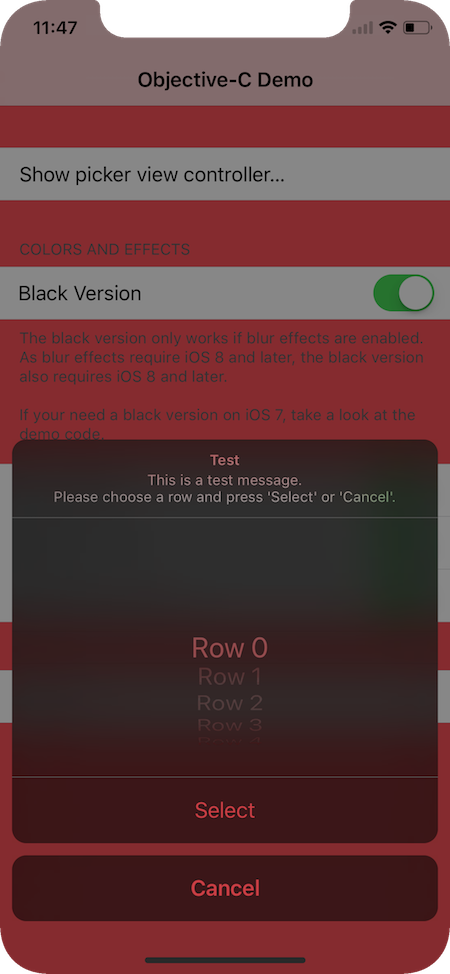 11:47
Objective-C Demo
Show picker view controller...
COLORS AND EFFECTS
Black Version
The black version only works if blur effects are enabled.
As blur effects require iOS 8 and later, the black version
also requires iOS 8 and later.
If your need a black version on iOS 7, take a look at the
demo code.
Test
This is a test message.
Please choose a row and press 'Select' or 'Cancel'.
Row 0
Row 1
Row 2
Row 3
Select
Cancel